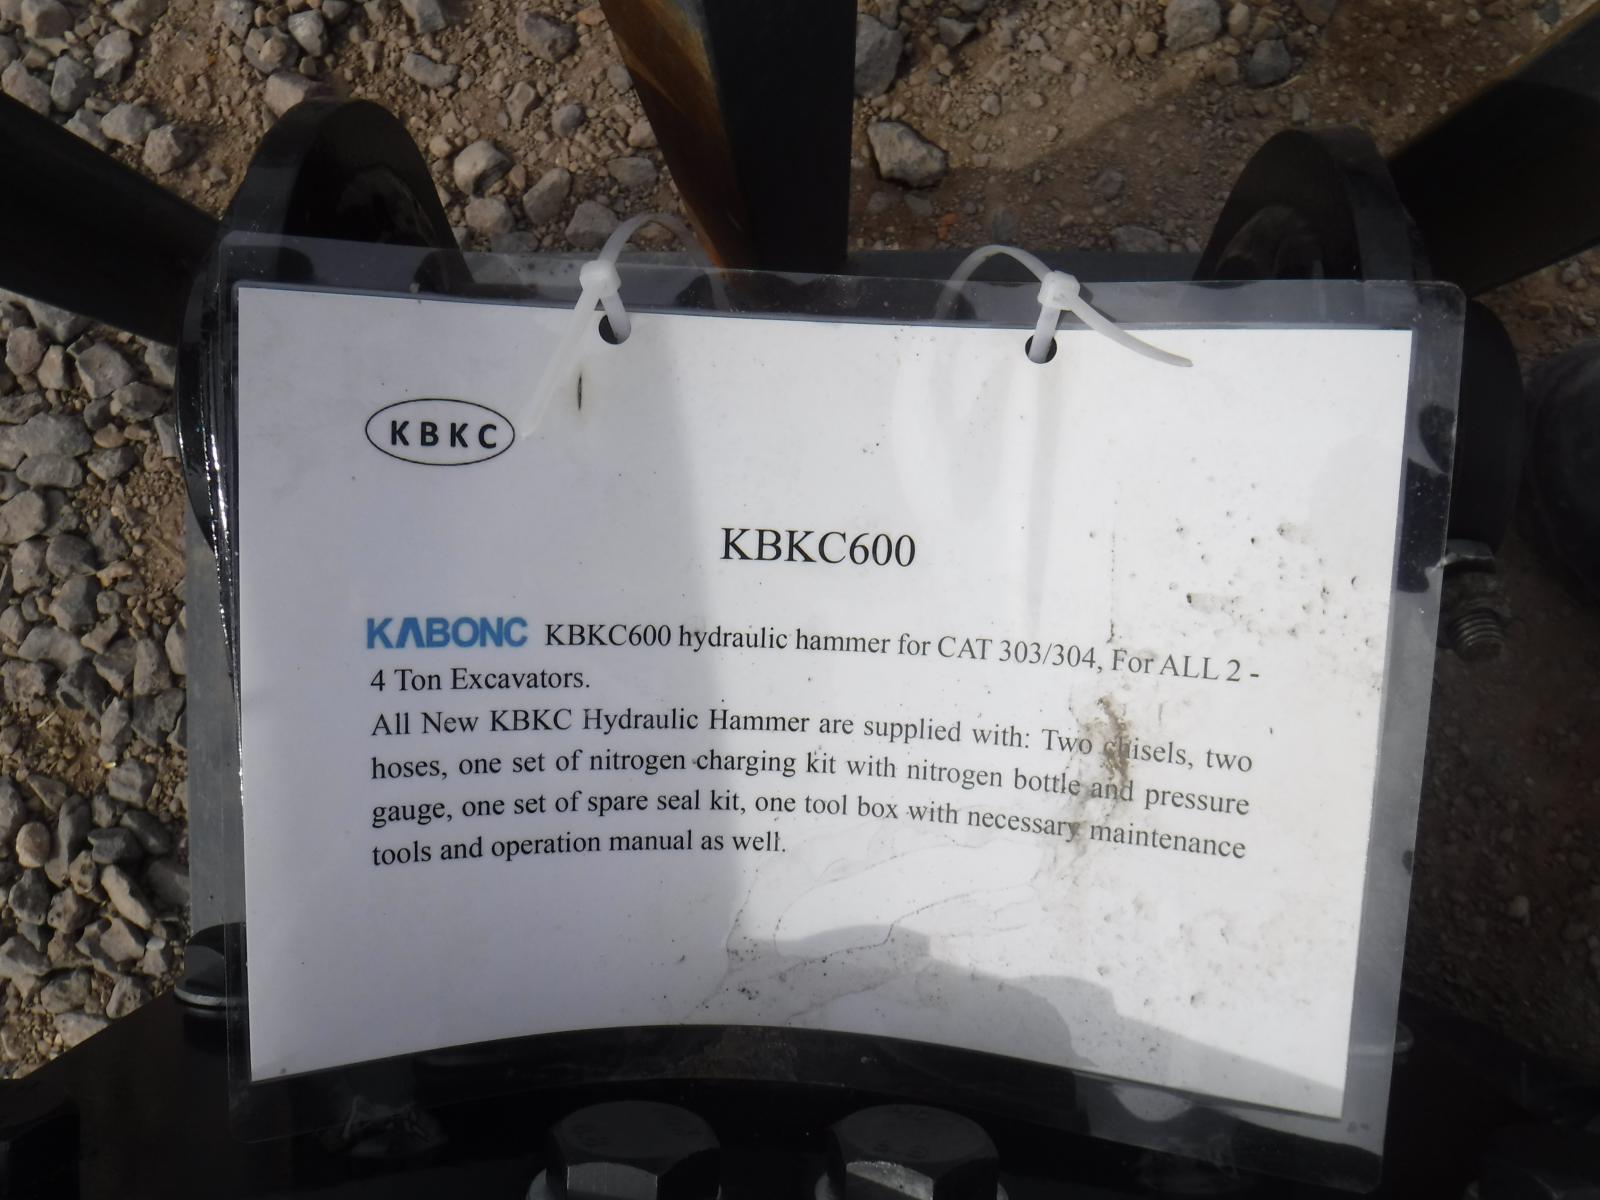 KBKC
KBKC600
KABONC KBKC600 hydraulic hammer for CAT 303/304, For ALL 2 -
4 Ton Excavators.
All New KBKC Hydraulic Hammer are supplied with: Two chisels, two
hoses, one set of nitrogen charging kit with nitrogen bottle and pressure
gauge, one set of spare seal kit, one tool box with necessary maintenance
tools and operation manual as well.